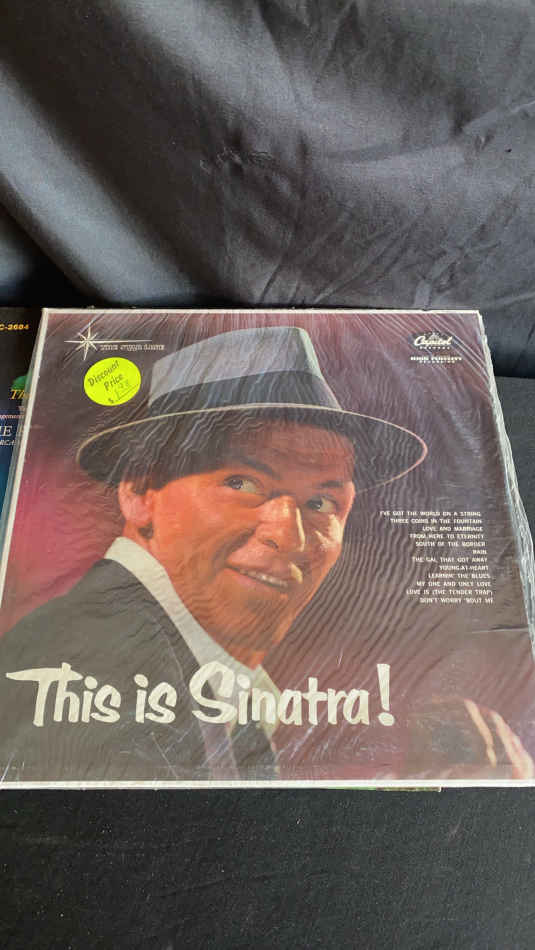 C-2604
THE STAR LINE
Capitol
RECORDS
HIGH FIDELITY
RECORDING
Discount
Price
$
I'VE GOT THE WORLD ON A STRING
THREE COINS IN THE FOUNTAIN
LOVE AND MARRIAGE
FROM HERE TO ETERNITY
SOUTH OF THE BORDER
RAIN
THE GAL THAT GOT AWAY
YOUNG-AT-HEART
LEARNIN' THE BLUES
MY ONE AND ONLY LOVE
LOVE IS (THE TENDER TRAP)
DON'T WORRY 'BOUT ME
This is Sinatra!